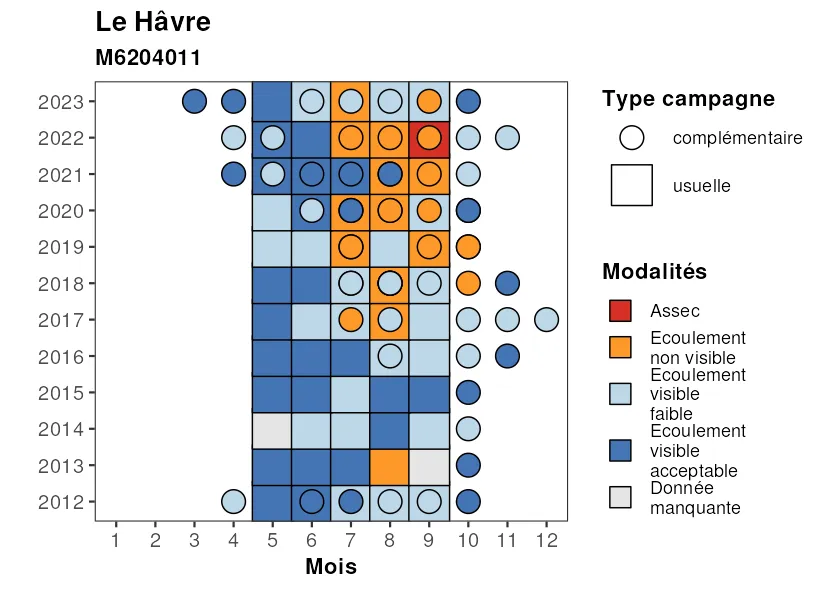 Le Hâvre
M6204011
2023
2022
2021
2020
2019
2018
2017
2016
2015
2014
2013
2012
1 2 3 4 5 6 7 8 9 10 11 12
Mois
Type campagne
complémentaire
usuelle
Modalités
Assec
Ecoulement
non visible
Ecoulement
visible
faible
Ecoulement
visible
acceptable
Donnée
manquante